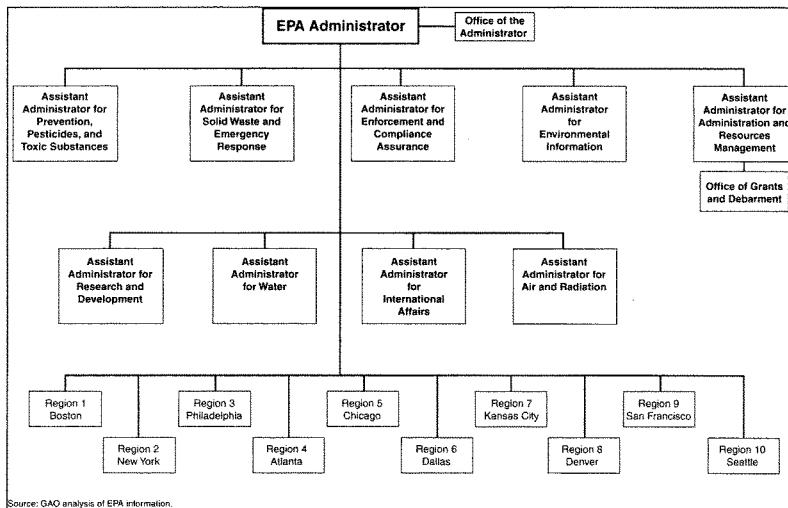 EPA Administrator
Office of the
Administrator
Assistant
Administrator for
Prevention,
Pesticides, and
Toxic Substances
Assistant
Administrator for
Solid Waste and
Emergency
Response
Assistant
Administrator for
Enforcement and
Compliance
Assurance
Assistant
Administrator
for
Environmental
Information
Assistant
Administrator for
Administration and
Resources
Management
Office of Grants
and Debarment
Assistant
Administrator for
Research and
Development
Assistant
Administrator
for Water
Assistant
Administrator
for
International
Affairs
Assistant
Administrator for
Air and Radiation
Region 1
Boston
Region 2
New York
Region 3
Philadelphia
Region 4
Atlanta
Region 5
Chicago
Region 6
Dallas
Region 7
Kansas City
Region 8
Denver
Region 9
San Francisco
Region 10
Seattle
Source: GAO analysis of EPA information.